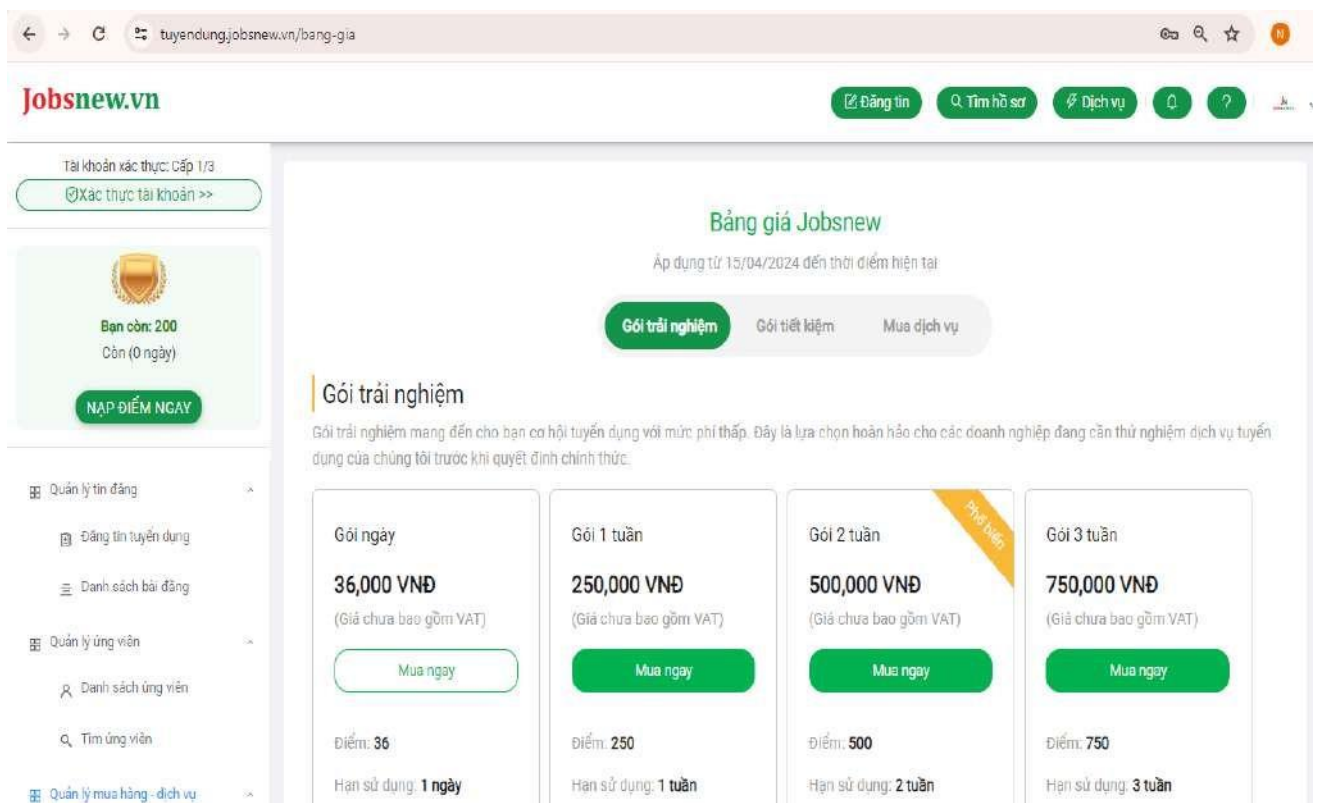 tuyendung.jobsnew.vn/bang-gia
N
Jobsnew.vn
Đăng tin
Tìm hồ sơ
Dịch vụ
?
Tài khoản xác thực: Cấp 1/3
Xác thực tài khoản >>
Bạn còn: 200
Còn (0 ngày)
NẠP ĐIỂM NGAY
Quản lý tin đăng
Đăng tin tuyển dụng
Danh sách bài đăng
Quản lý ứng viên
Danh sách ứng viên
Tìm ứng viên
Quản lý mua hàng - dịch vụ
Bảng giá Jobsnew
Áp dụng từ 15/04/2024 đến thời điểm hiện tại
Gói trải nghiệm
Gói tiết kiệm
Mua dịch vụ
Gói trải nghiệm
Gói trải nghiệm mang đến cho bạn cơ hội tuyển dụng với mức phí thấp. Đây là lựa chọn hoàn hảo cho các doanh nghiệp đang cần thử nghiệm dịch vụ tuyển
dụng của chúng tôi trước khi quyết định chính thức.
Gói ngày
36,000 VNĐ
(Giá chưa bao gồm VAT)
Mua ngay
Điểm: 36
Hạn sử dụng: 1 ngày
Gói 1 tuần
250,000 VNĐ
(Giá chưa bao gồm VAT)
Mua ngay
Điểm: 250
Hạn sử dụng: 1 tuần
Phổ biến
Gói 2 tuần
500,000 VNĐ
(Giá chưa bao gồm VAT)
Mua ngay
Điểm: 500
Hạn sử dụng: 2 tuần
Gói 3 tuần
750,000 VNĐ
(Giá chưa bao gồm VAT)
Mua ngay
Điểm: 750
Hạn sử dụng: 3 tuần